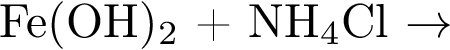 Fe(OH)₂ + NH₄Cl →